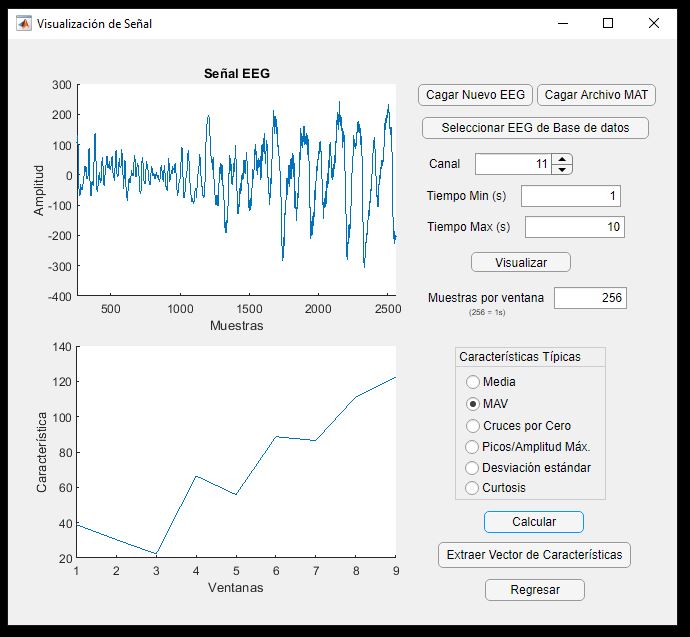 Visualización de Señal
Señal EEG
300
200
100
0
-100
-200
-300
-400
Amplitud
500 1000 1500 2000 2500
Muestras
Cagar Nuevo EEG Cagar Archivo MAT
Seleccionar EEG de Base de datos
Canal 11
Tiempo Min (s) 1
Tiempo Max (s) 10
Visualizar
Muestras por ventana 256
(256 = 1s)
140
120
100
80
60
40
20
Característica
1 2 3 4 5 6 7 8 9
Ventanas
Características Típicas
Media
MAV
Cruces por Cero
Picos/Amplitud Máx.
Desviación estándar
Curtosis
Calcular
Extraer Vector de Características
Regresar